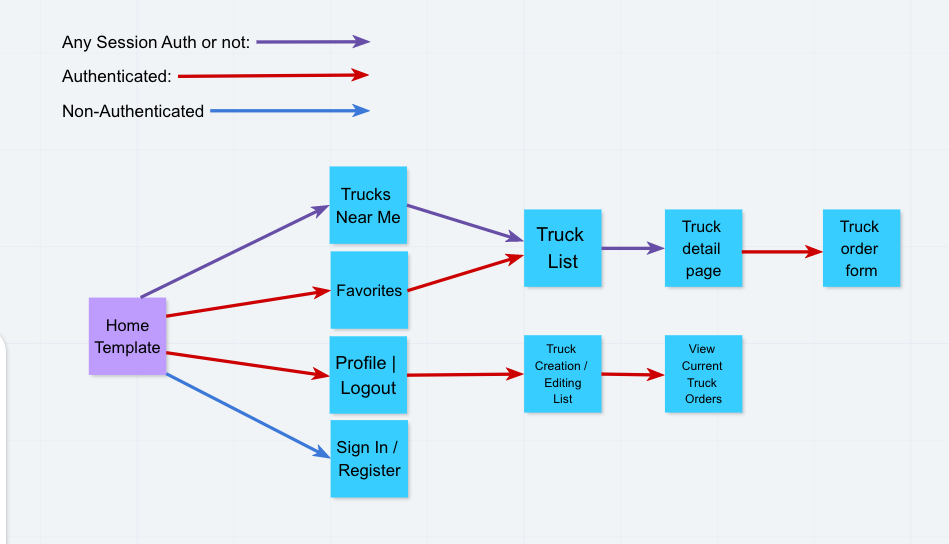 Any Session Auth or not:
Authenticated:
Non-Authenticated
Home
Template
Trucks
Near Me
Favorites
Profile |
Logout
Sign In /
Register
Truck
List
Truck
detail
page
Truck
order
form
Truck
Creation /
Editing
List
View
Current
Truck
Orders